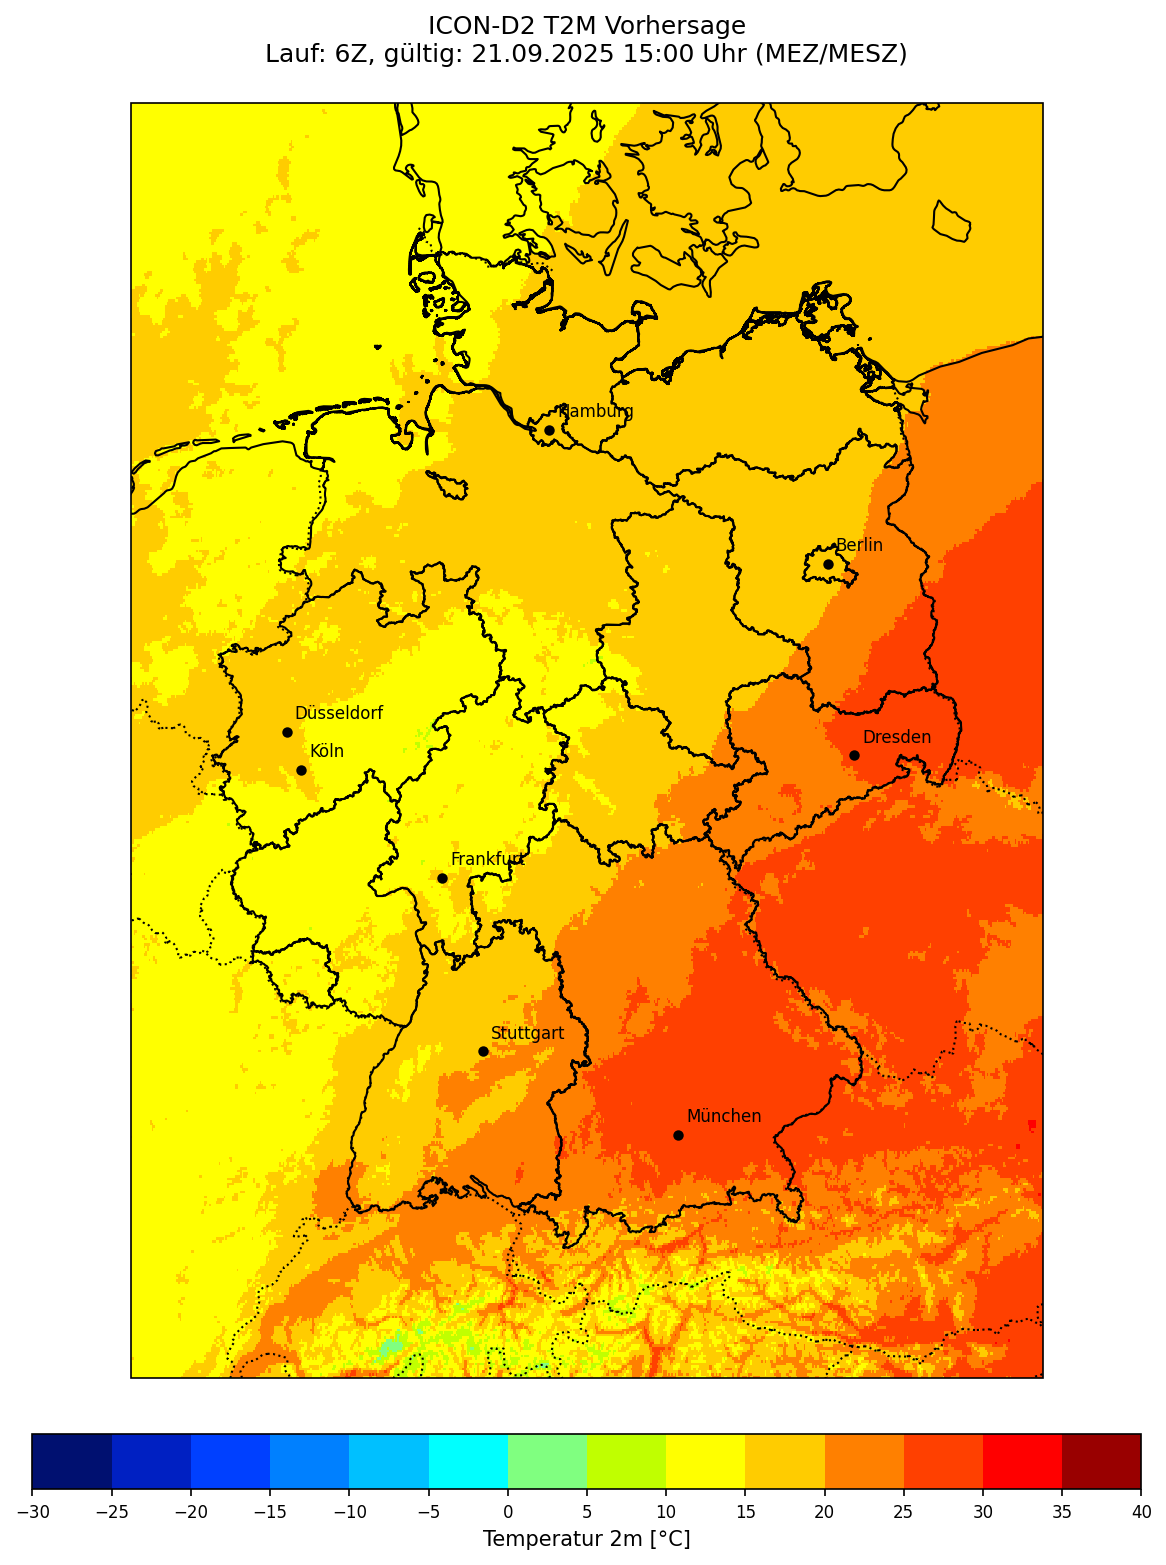 ICON-D2 T2M Vorhersage
Lauf: 6Z, gültig: 21.09.2025 15:00 Uhr (MEZ/MESZ)
Hamburg
Berlin
Düsseldorf
Dresden
Köln
Frankfurt
Stuttgart
München
−30 −25 −20 −15 −10 −5 0 5 10 15 20 25 30 35 40
Temperatur 2m [°C]